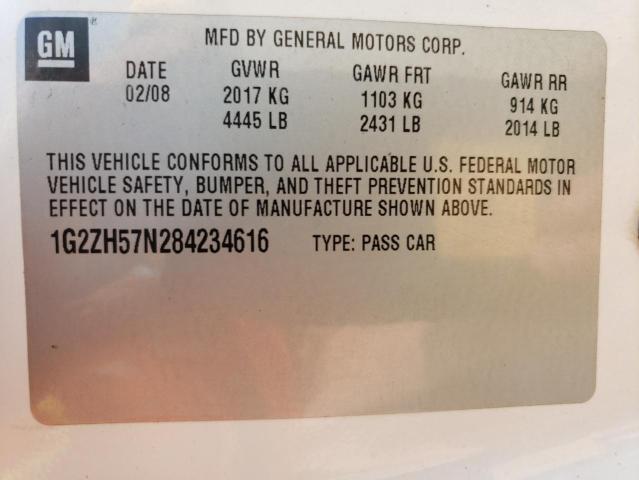 GM
MFD BY GENERAL MOTORS CORP.
DATE GVWR GAWR FRT GAWR RR
02/08 2017 KG 1103 KG 914 KG
4445 LB 2431 LB 2014 LB
THIS VEHICLE CONFORMS TO ALL APPLICABLE U.S. FEDERAL MOTOR
VEHICLE SAFETY, BUMPER, AND THEFT PREVENTION STANDARDS IN
EFFECT ON THE DATE OF MANUFACTURE SHOWN ABOVE.
1G2ZH57N284234616 TYPE: PASS CAR